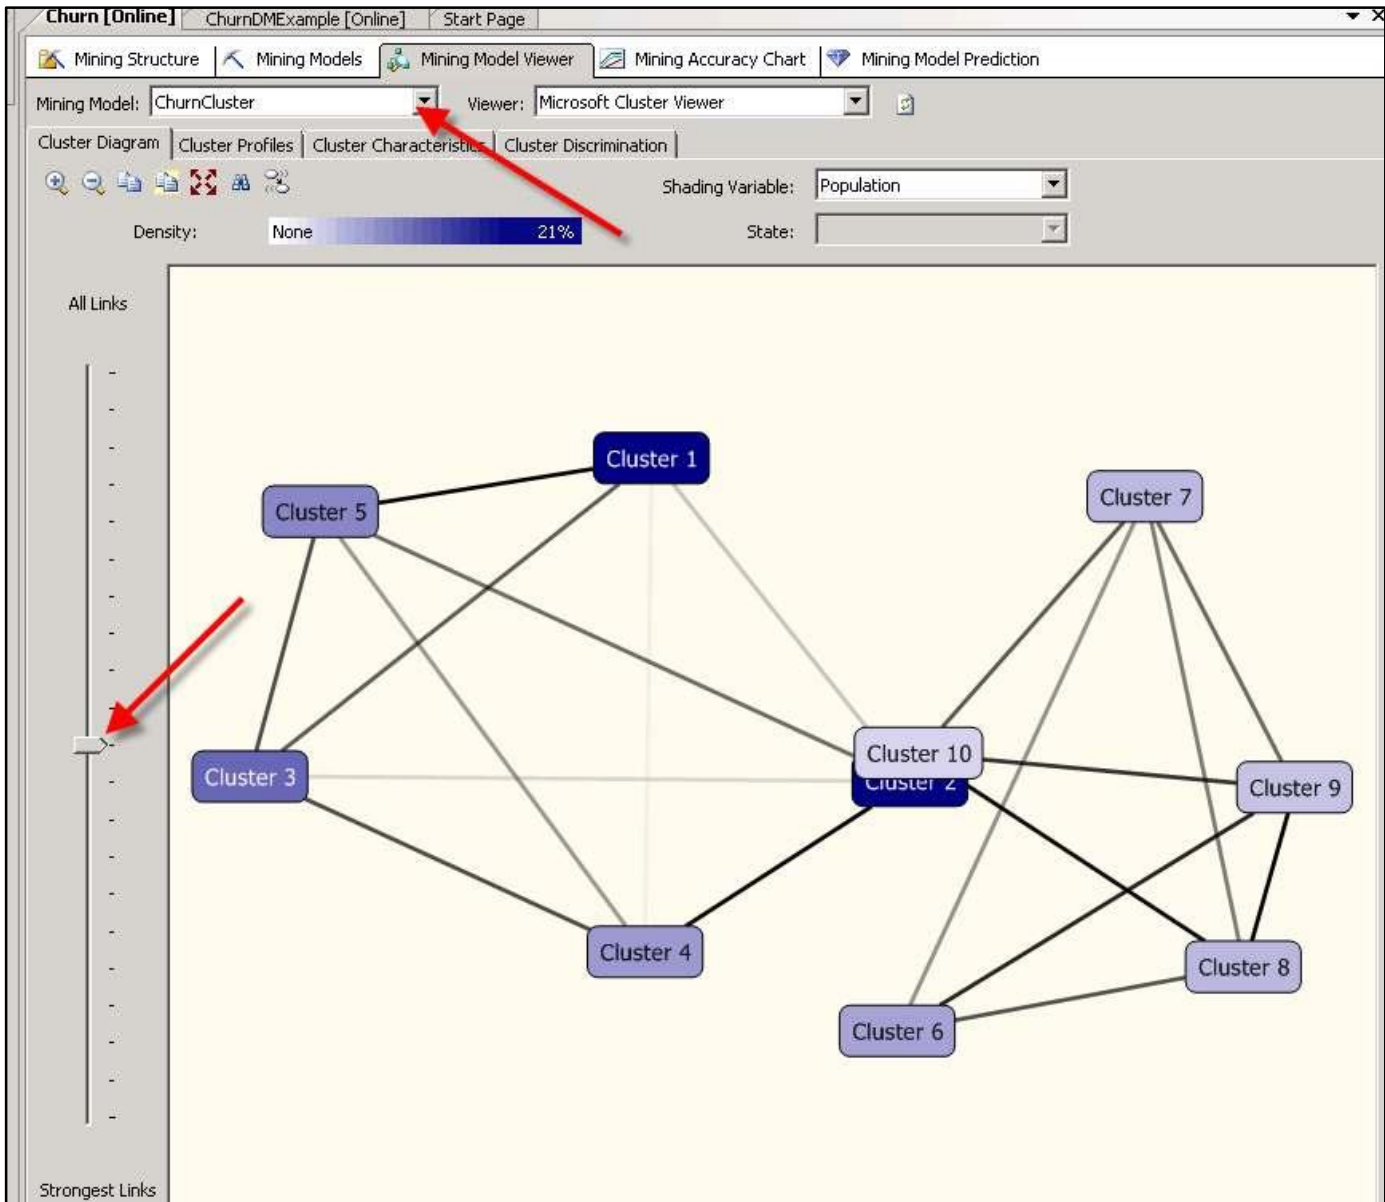 Churn [Online] ChurnDMExample [Online] Start Page
Mining Structure Mining Models Mining Model Viewer Mining Accuracy Chart Mining Model Prediction
Mining Model: ChurnCluster Viewer: Microsoft Cluster Viewer
Cluster Diagram Cluster Profiles Cluster Characteristics Cluster Discrimination
Shading Variable: Population
Density: None 21% State:
All Links
Cluster 1
Cluster 7
Cluster 5
Cluster 10
Cluster 3
Cluster 2
Cluster 9
Cluster 4
Cluster 8
Cluster 6
Strongest Links